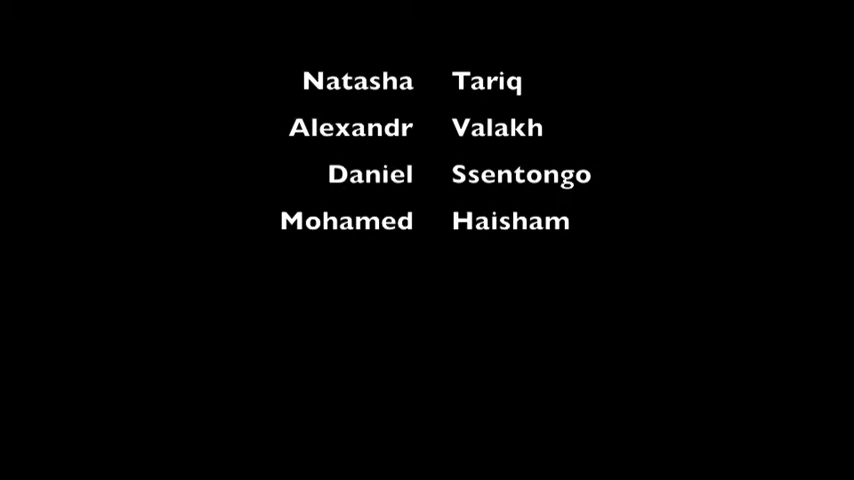 Natasha Tariq
Alexandr Valakh
Daniel Ssentongo
Mohamed Haisham